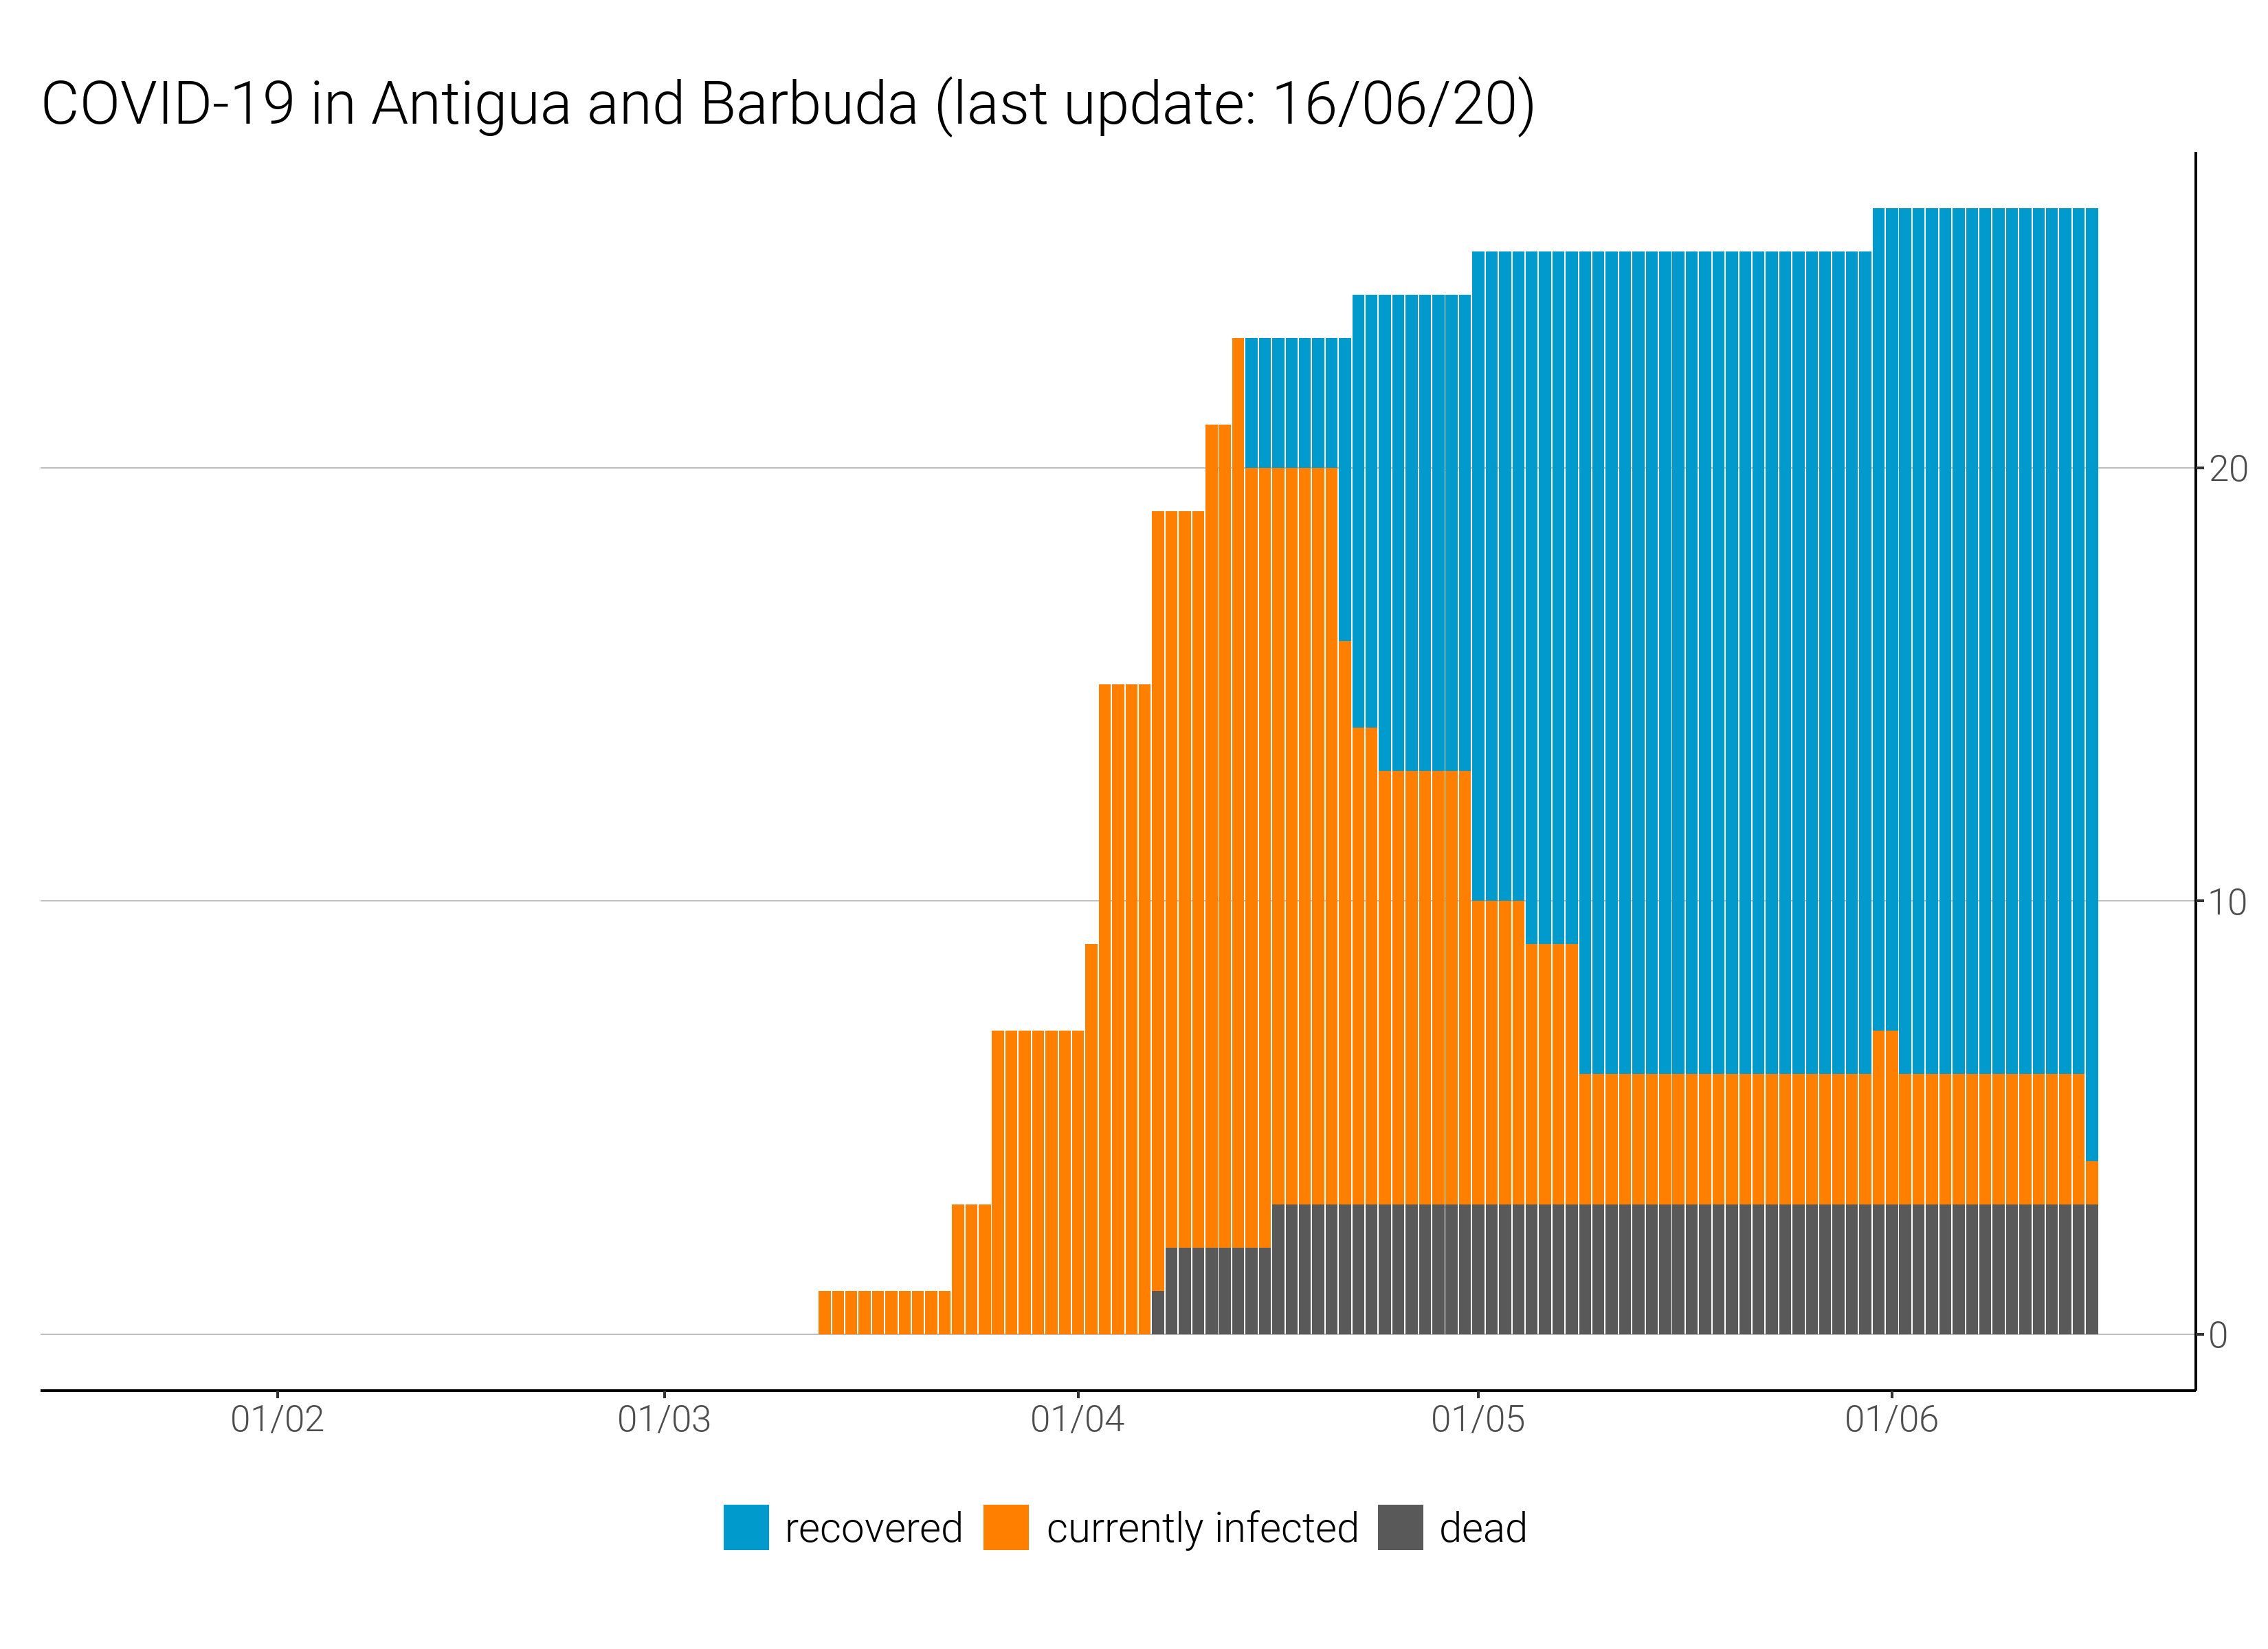 COVID-19 in Antigua and Barbuda (last update: 16/06/20)
20
10
0
01/02 01/03 01/04 01/05 01/06
recovered currently infected dead